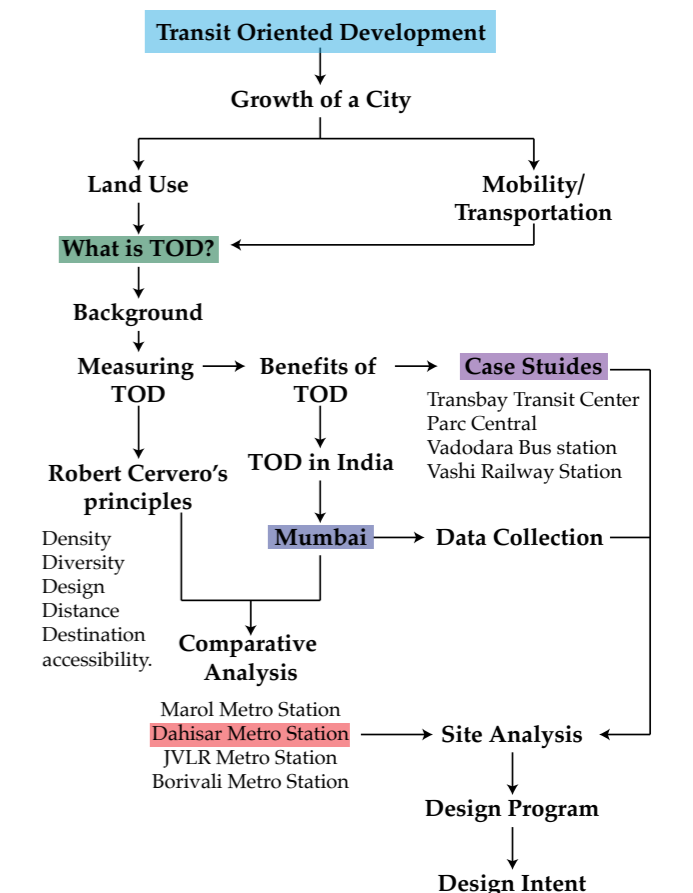 Transit Oriented Development
Growth of a City
Land Use
Mobility/
Transportation
What is TOD?
Background
Measuring
TOD
Benefits of
TOD
Case Stuides
Transbay Transit Center
Parc Central
Vadodara Bus station
Vashi Railway Station
Robert Cervero's
principles
TOD in India
Density
Diversity
Design
Distance
Destination
accessibility.
Mumbai
Data Collection
Comparative
Analysis
Marol Metro Station
Dahisar Metro Station
JVLR Metro Station
Borivali Metro Station
Site Analysis
Design Program
Design Intent